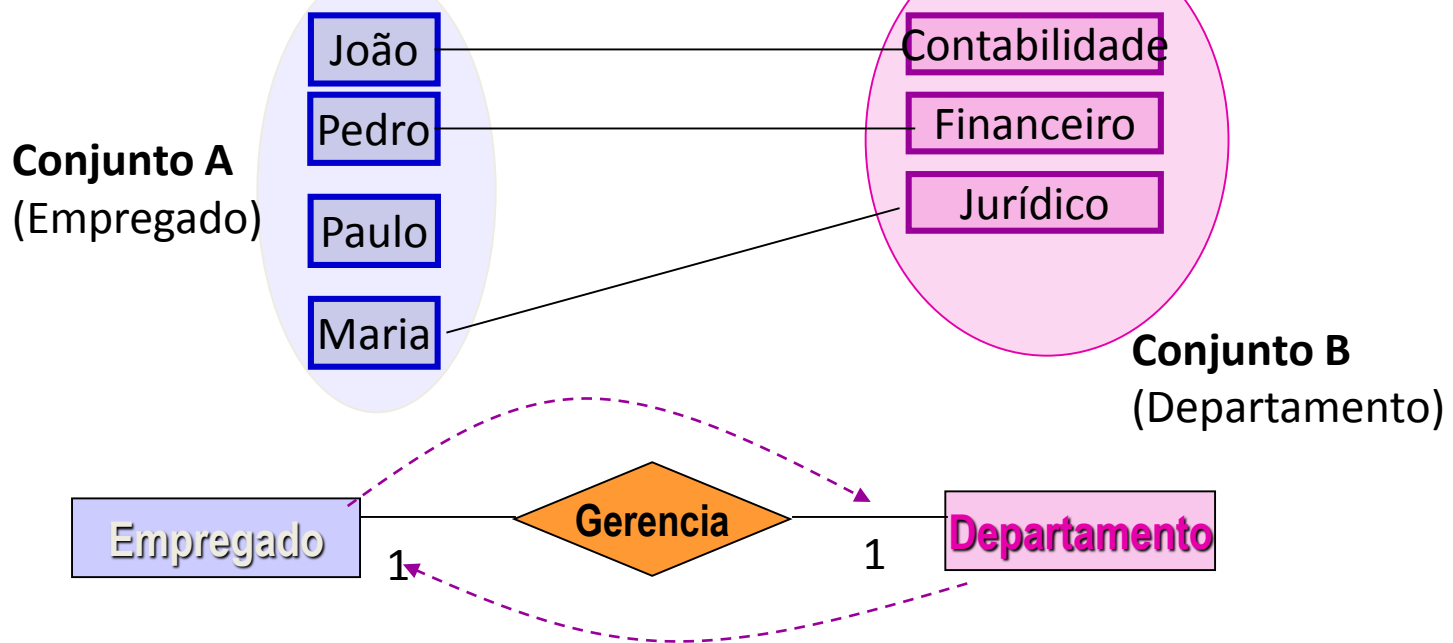 João
Contabilidade
Pedro
Financeiro
Conjunto A
(Empregado)
Paulo
Jurídico
Maria
Conjunto B
(Departamento)
Empregado
1
Gerencia
1
Departamento